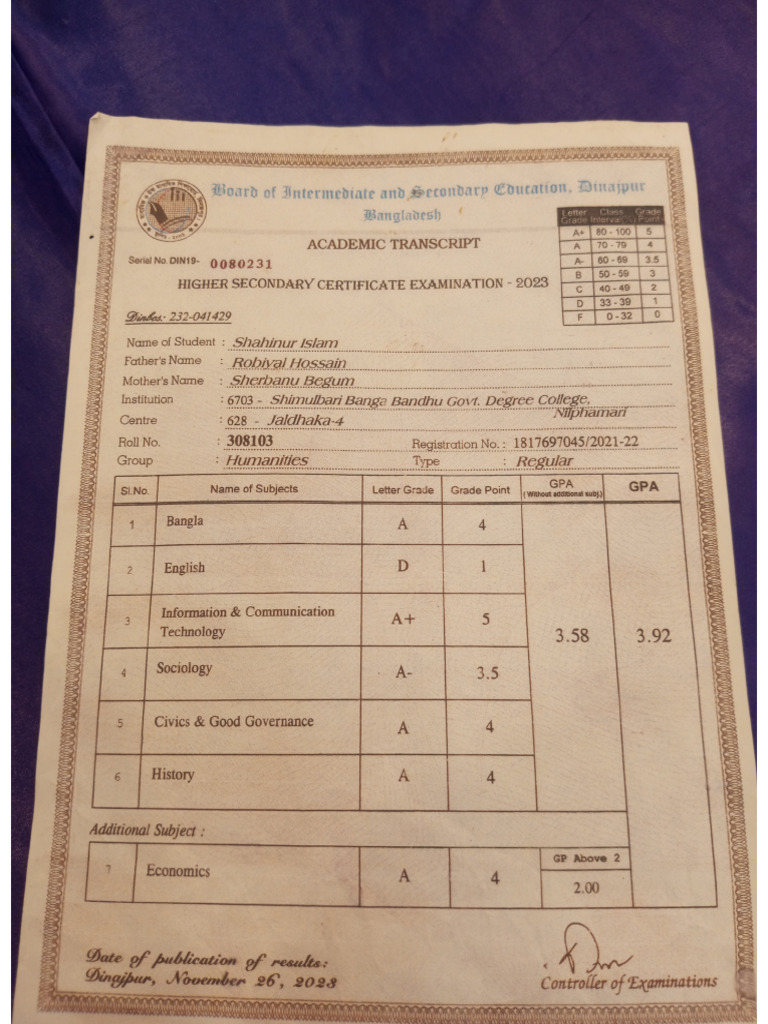 Board of Intermediate and Secondary Education, Dinajpur
Bangladesh
ACADEMIC TRANSCRIPT
Serial No. DIN19- 0080231
HIGHER SECONDARY CERTIFICATE EXAMINATION - 2023
Letter Grade Class Interval(%) Grade Point
A+ 80 - 100 5
A 70 - 79 4
A- 60 - 69 3.5
B 50 - 59 3
C 40 - 49 2
D 33 - 39 1
F 0 - 32 0
Dinbcs: 232-041429
Name of Student : Shahinur Islam
Father's Name : Robiyal Hossain
Mother's Name : Sherbanu Begum
Institution : 6703 - Shimulbari Banga Bandhu Govt. Degree College,
Nilphamari
Centre : 628 - Jaldhaka-4
Roll No. : 308103 Registration No. : 1817697045/2021-22
Group : Humanities Type : Regular
Sl.No. Name of Subjects Letter Grade Grade Point GPA (Without additional subj.) GPA
1 Bangla A 4
2 English D 1
3 Information & Communication
Technology A+ 5 3.58 3.92
4 Sociology A- 3.5
5 Civics & Good Governance A 4
6 History A 4
Additional Subject :
7 Economics A 4 GP Above 2
2.00
Date of publication of results:
Dinajpur, November 26, 2023
Controller of Examinations